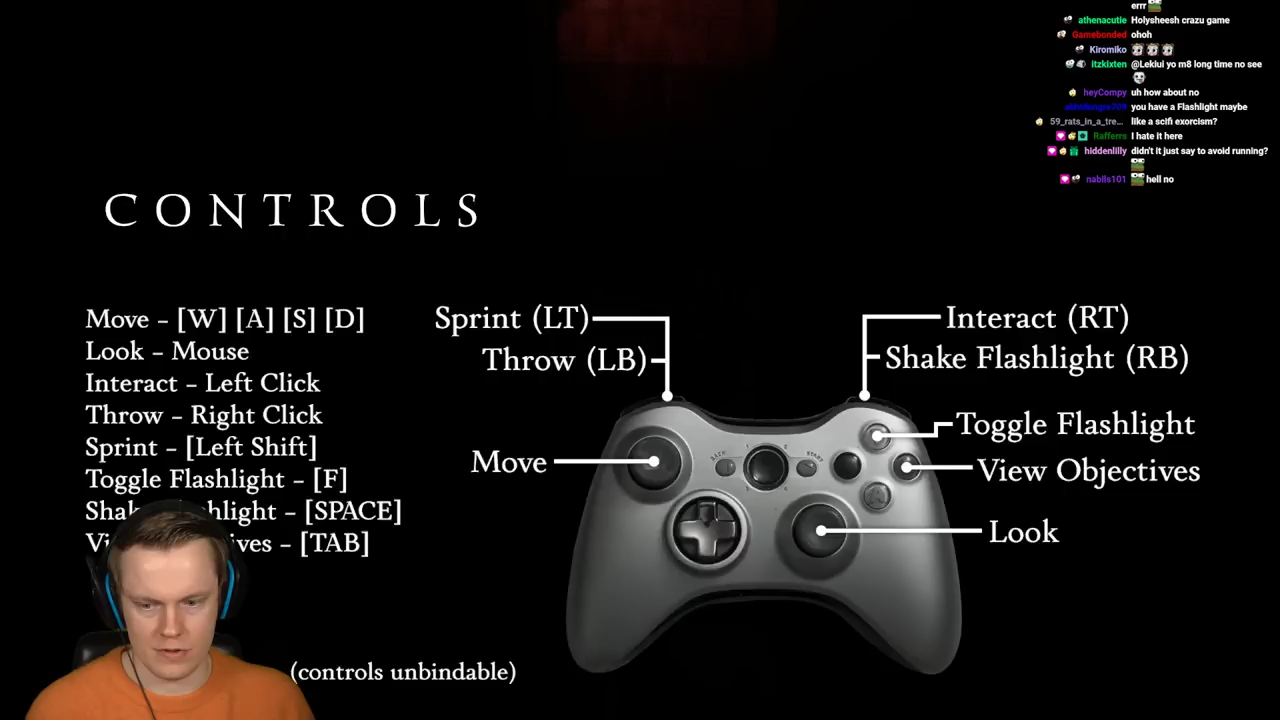 errr
athenacutie Holysheesh crazu game
Gamebonded ohoh
Kiromiko
itzkixten @Lekiui yo m8 long time no see
heyCompy uh how about no
you have a Flashlight maybe
59_rats_in_a_tre... like a scifi exorcism?
Rafferrs I hate it here
hiddenlilly didn't it just say to avoid running?
nabils101 hell no
CONTROLS
Move - [W] [A] [S] [D]
Look - Mouse
Interact - Left Click
Throw - Right Click
Sprint - [Left Shift]
Toggle Flashlight - [F]
- [SPACE]
- [TAB]
(controls unbindable)
Sprint (LT)
Throw (LB)
Move
Interact (RT)
Shake Flashlight (RB)
Toggle Flashlight
View Objectives
Look
BACK
START
A